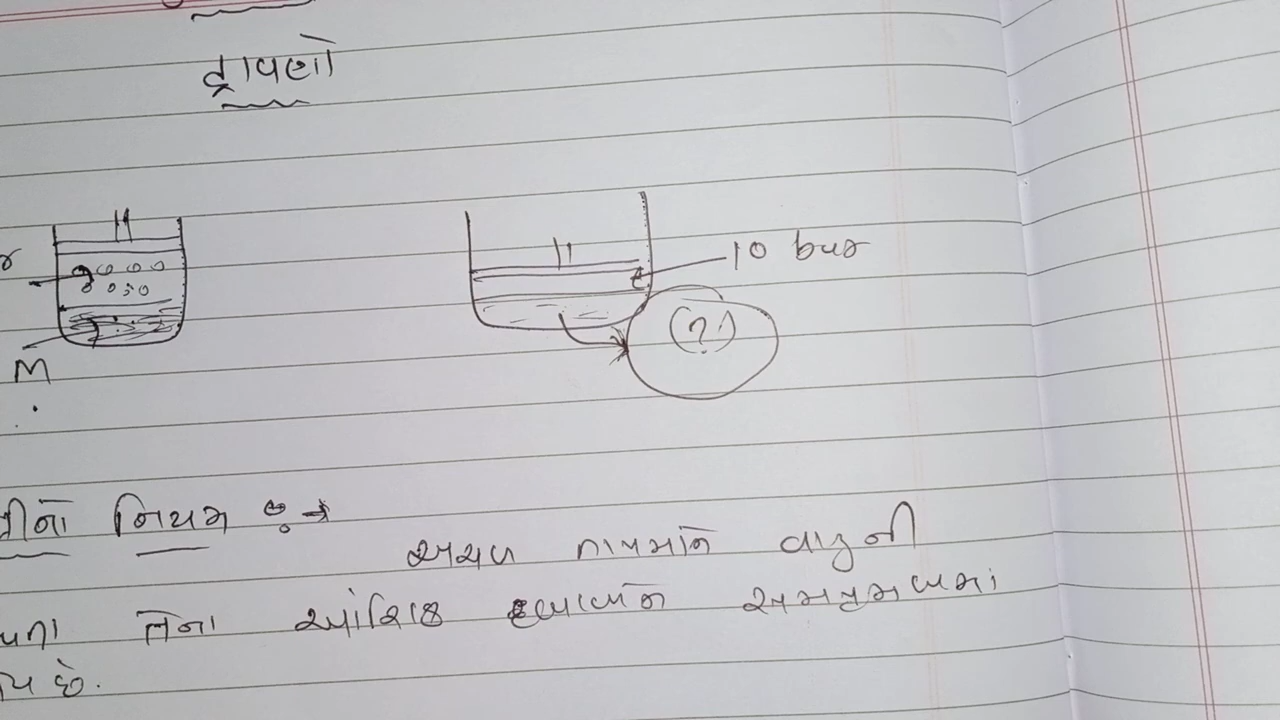 દ્રાવણો
10 bar
M
(?)
નિયમ
અચળ તાપમાને વાયુની
તેના આંશિક દબાણને સમપ્રમાણમાં
છે.